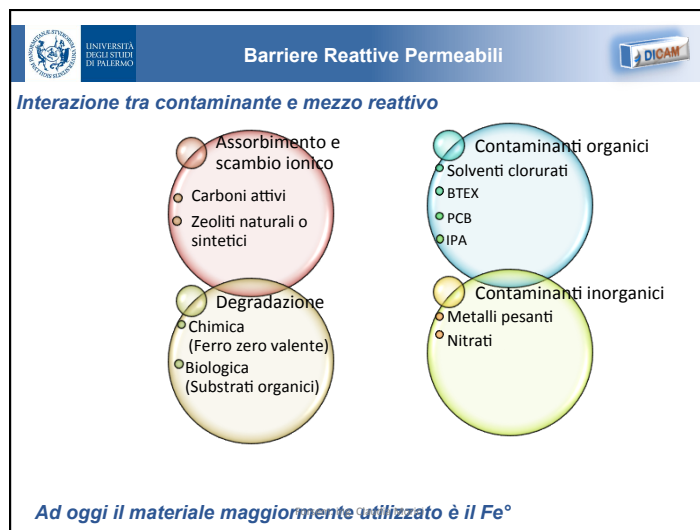 UNIVERSITÀ
DEGLI STUDI
DI PALERMO
Barriere Reattive Permeabili
DICAM
Interazione tra contaminante e mezzo reattivo
Assorbimento e
scambio ionico
Carboni attivi
Zeoliti naturali o
sintetici
Degradazione
Chimica
(Ferro zero valente)
Biologica
(Substrati organici)
Contaminanti organici
Solventi clorurati
BTEX
PCB
IPA
Contaminanti inorganici
Metalli pesanti
Nitrati
Ad oggi il materiale maggiormente utilizzato è il Fe°